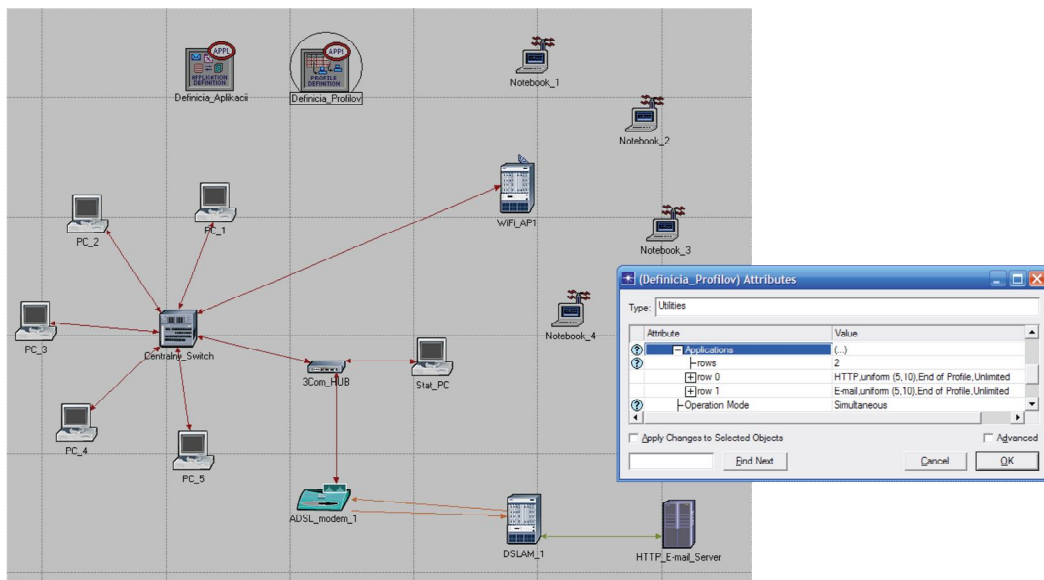 APPL
APPLICATION
DEFINITION
Definicia_Aplikacii
APPL
PROFILE
DEFINITION
Definicia_Profilov
Notebook_1
Notebook_2
WiFi_AP1
PC_1
PC_2
Notebook_3
PC_3
Centralny_Switch
3Com_HUB
Stat_PC
Notebook_4
PC_4
PC_5
ADSL_modem_1
DSLAM_1
HTTP_E-mail_Server
(Definicia_Profilov) Attributes
Type: Utilities
Attribute Value
Applications (...)
rows 2
row 0 HTTP,uniform (5,10),End of Profile,Unlimited
row 1 E-mail,uniform (5,10),End of Profile,Unlimited
Operation Mode Simultaneous
Apply Changes to Selected Objects Advanced
Find Next Cancel OK